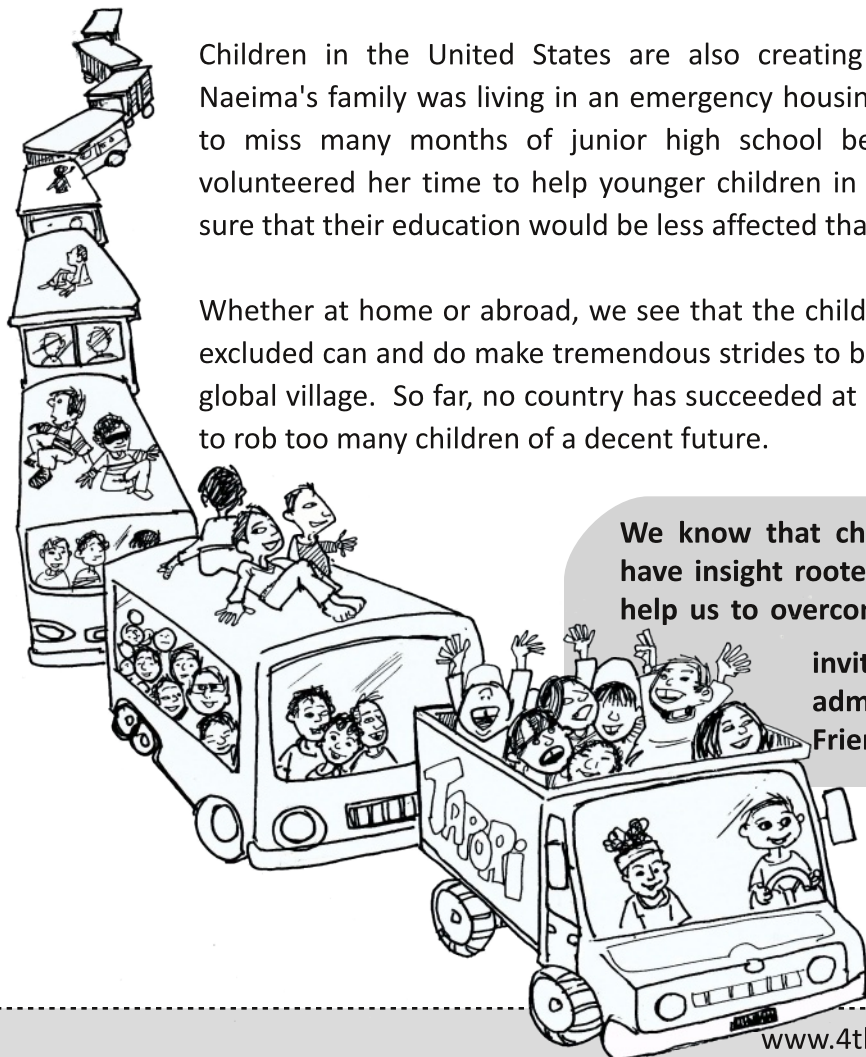 Children in the United States are also creating
Naeima's family was living in an emergency housin
to miss many months of junior high school be
volunteered her time to help younger children in
sure that their education would be less affected tha
Whether at home or abroad, we see that the child
excluded can and do make tremendous strides to b
global village.  So far, no country has succeeded at
to rob too many children of a decent future.
We know that ch
have insight roote
help us to overcon
invit
adm
Frien
TAPORi
www.4tl